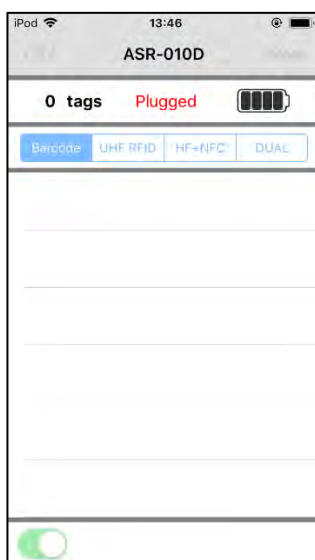 iPod 13:46
ASR-010D
0 tags Plugged
Barcode UHF RFID HF+NFC DUAL